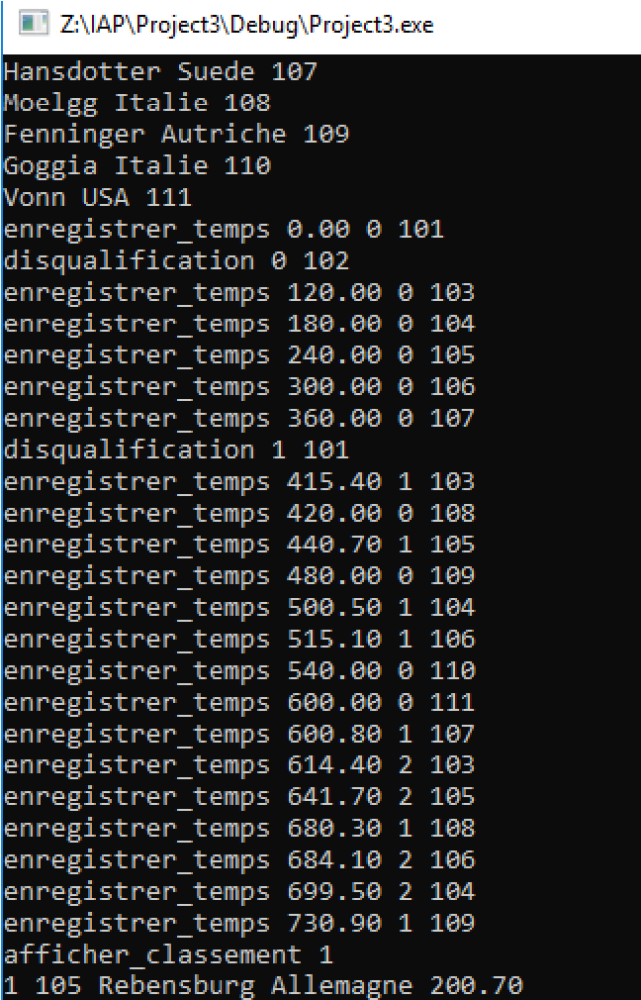 Z:\IAP\Project3\Debug\Project3.exe
Hansdotter Suede 107
Moelgg Italie 108
Fenninger Autriche 109
Goggia Italie 110
Vonn USA 111
enregistrer_temps 0.00 0 101
disqualification 0 102
enregistrer_temps 120.00 0 103
enregistrer_temps 180.00 0 104
enregistrer_temps 240.00 0 105
enregistrer_temps 300.00 0 106
enregistrer_temps 360.00 0 107
disqualification 1 101
enregistrer_temps 415.40 1 103
enregistrer_temps 420.00 0 108
enregistrer_temps 440.70 1 105
enregistrer_temps 480.00 0 109
enregistrer_temps 500.50 1 104
enregistrer_temps 515.10 1 106
enregistrer_temps 540.00 0 110
enregistrer_temps 600.00 0 111
enregistrer_temps 600.80 1 107
enregistrer_temps 614.40 2 103
enregistrer_temps 641.70 2 105
enregistrer_temps 680.30 1 108
enregistrer_temps 684.10 2 106
enregistrer_temps 699.50 2 104
enregistrer_temps 730.90 1 109
afficher_classement 1
1 105 Rebensburg Allemagne 200.70